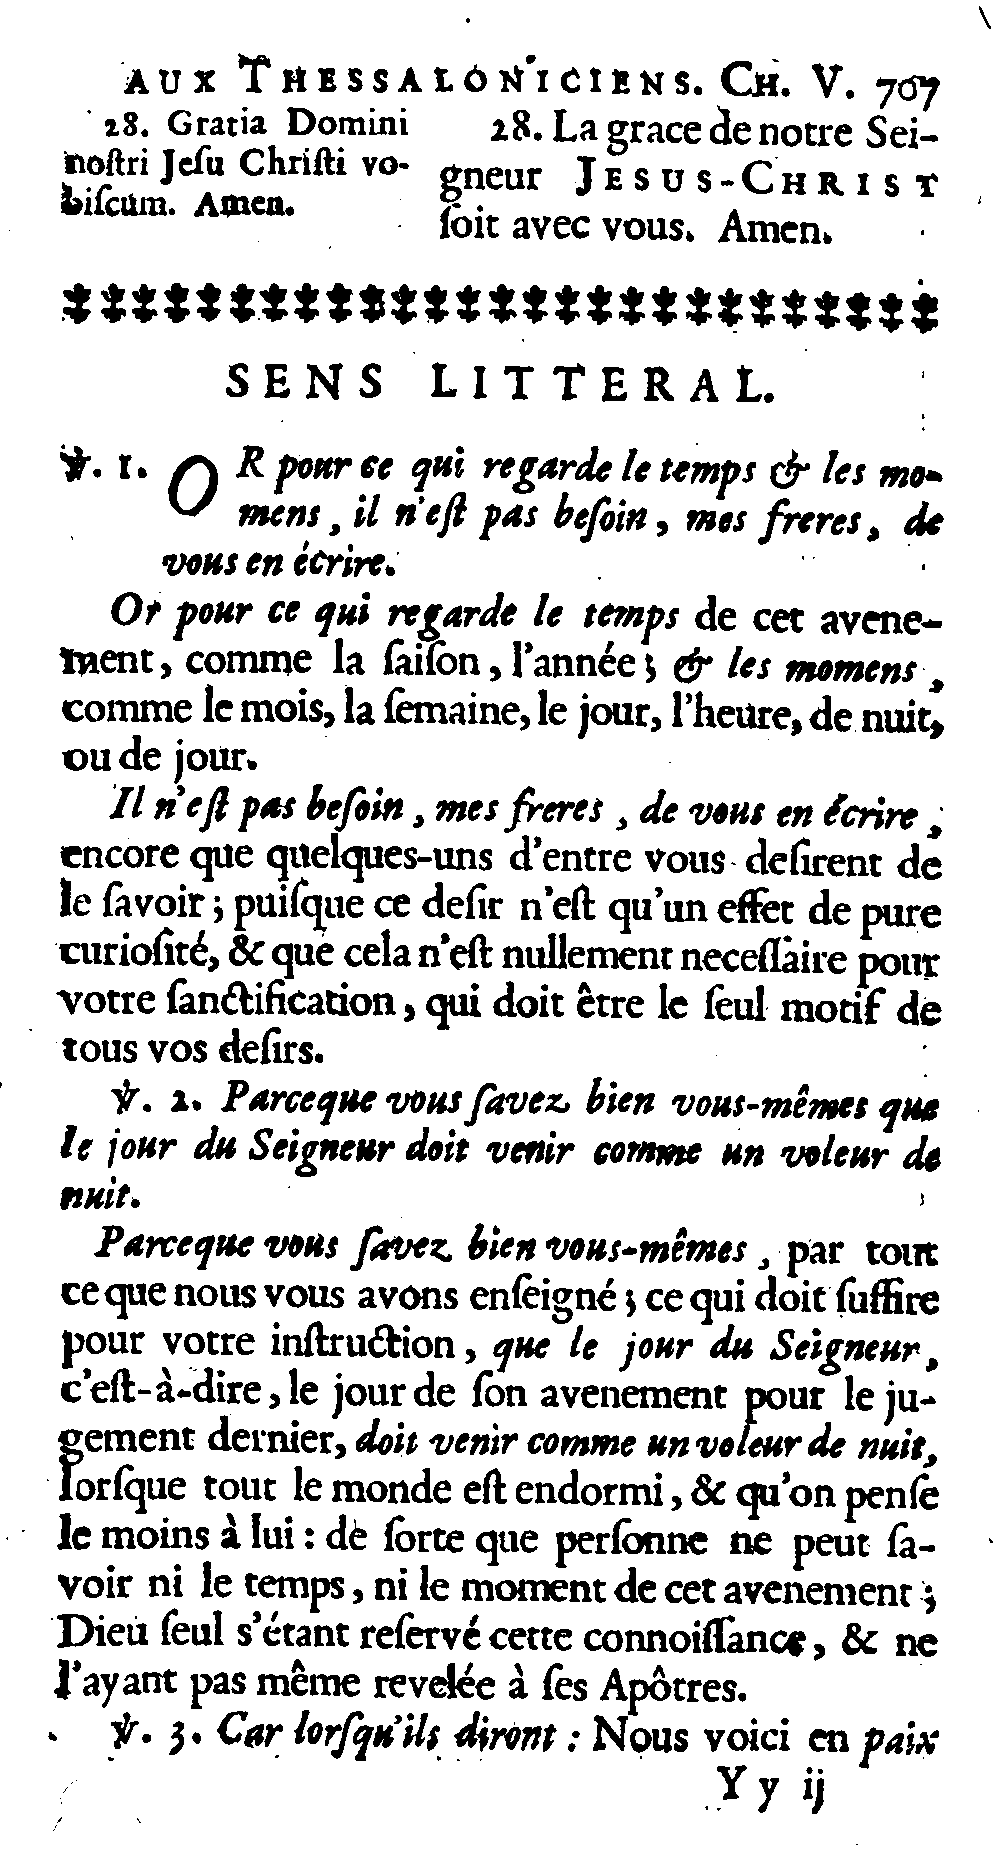 AUX THESSALONICIENS. CH. V. 707
28. Gratia Domini
noſtri Jeſu Chriſti vo-
biſcum. Amen.
28. La grace de notre Sei-
gneur JESUS-CHRIST
ſoit avec vous. Amen.
SENS LITTERAL.
℣. 1. OR pour ce qui regarde le temps & les mo-
mens, il n'eſt pas beſoin, mes freres, de
vous en écrire.
Or pour ce qui regarde le temps de cet avene-
ment, comme la ſaiſon, l'année; & les momens,
comme le mois, la ſemaine, le jour, l'heure, de nuit,
ou de jour.
Il n'eſt pas beſoin, mes freres, de vous en écrire,
encore que quelques-uns d'entre vous deſirent de
le ſavoir; puiſque ce deſir n'eſt qu'un effet de pure
curioſité, & que cela n'eſt nullement neceſſaire pour
votre ſanctification, qui doit être le ſeul motif de
tous vos deſirs.
℣. 2. Parceque vous ſavez bien vous-mêmes que
le jour du Seigneur doit venir comme un voleur de
nuit.
Parceque vous ſavez bien vous-mêmes, par tout
ce que nous vous avons enſeigné; ce qui doit ſuffire
pour votre inſtruction, que le jour du Seigneur,
c'eſt-à-dire, le jour de ſon avenement pour le ju-
gement dernier, doit venir comme un voleur de nuit,
lorſque tout le monde eſt endormi, & qu'on penſe
le moins à lui: de ſorte que perſonne ne peut ſa-
voir ni le temps, ni le moment de cet avenement;
Dieu ſeul s'étant reſervé cette connoiſſance, & ne
l'ayant pas même revelée à ſes Apôtres.
℣. 3. Car lorſqu'ils diront: Nous voici en paix
Y y ij